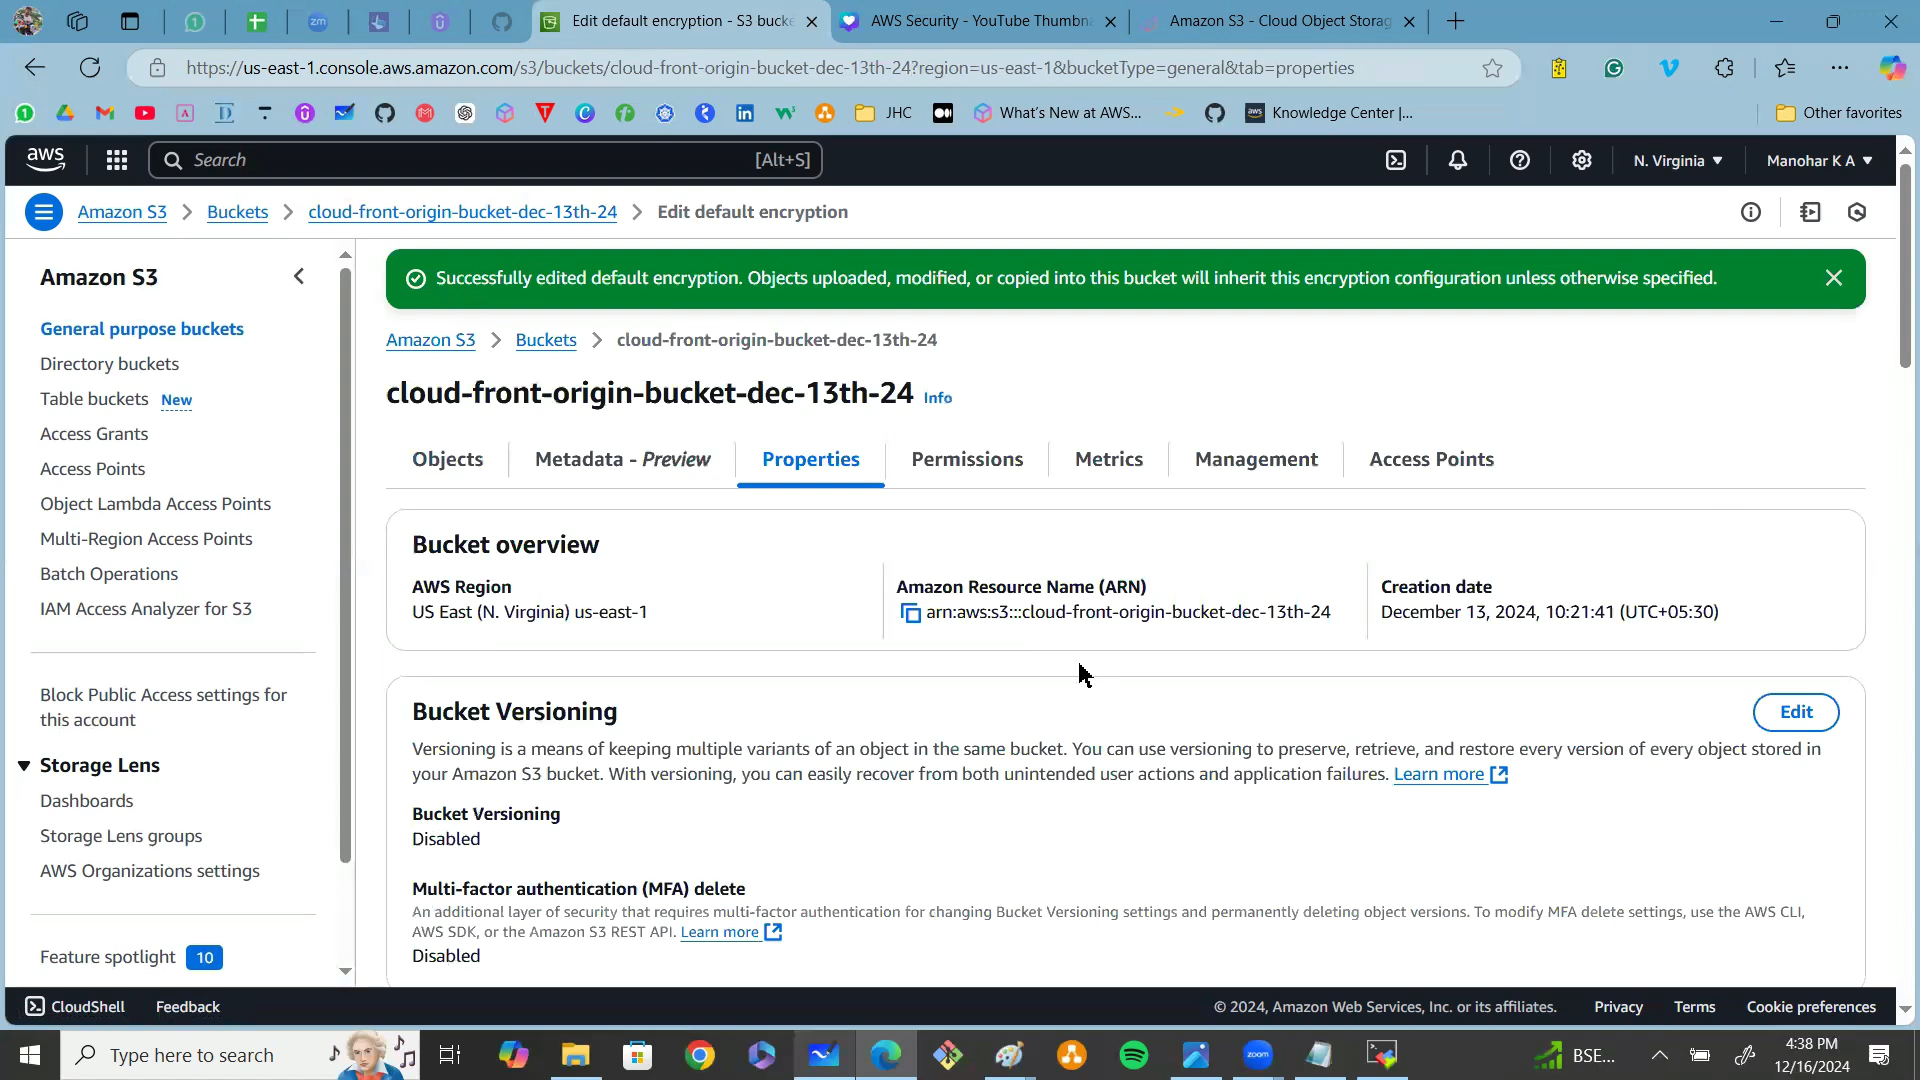 Edit default encryption - S3 bucke
AWS Security - YouTube Thumbna
Amazon S3 - Cloud Object Storag
https://us-east-1.console.aws.amazon.com/s3/buckets/cloud-front-origin-bucket-dec-13th-24?region=us-east-1&bucketType=general&tab=properties
JHC
What's New at AWS...
Knowledge Center |...
Other favorites
aws
Search
[Alt+S]
N. Virginia
Manohar K A
Amazon S3
Buckets
cloud-front-origin-bucket-dec-13th-24
Edit default encryption
Amazon S3
General purpose buckets
Directory buckets
Table buckets New
Access Grants
Access Points
Object Lambda Access Points
Multi-Region Access Points
Batch Operations
IAM Access Analyzer for S3
Block Public Access settings for
this account
Storage Lens
Dashboards
Storage Lens groups
AWS Organizations settings
Feature spotlight 10
Successfully edited default encryption. Objects uploaded, modified, or copied into this bucket will inherit this encryption configuration unless otherwise specified.
Amazon S3
Buckets
cloud-front-origin-bucket-dec-13th-24
cloud-front-origin-bucket-dec-13th-24 Info
Objects
Metadata - Preview
Properties
Permissions
Metrics
Management
Access Points
Bucket overview
AWS Region
US East (N. Virginia) us-east-1
Amazon Resource Name (ARN)
arn:aws:s3:::cloud-front-origin-bucket-dec-13th-24
Creation date
December 13, 2024, 10:21:41 (UTC+05:30)
Bucket Versioning
Edit
Versioning is a means of keeping multiple variants of an object in the same bucket. You can use versioning to preserve, retrieve, and restore every version of every object stored in
your Amazon S3 bucket. With versioning, you can easily recover from both unintended user actions and application failures. Learn more
Bucket Versioning
Disabled
Multi-factor authentication (MFA) delete
An additional layer of security that requires multi-factor authentication for changing Bucket Versioning settings and permanently deleting object versions. To modify MFA delete settings, use the AWS CLI,
AWS SDK, or the Amazon S3 REST API. Learn more
Disabled
CloudShell
Feedback
© 2024, Amazon Web Services, Inc. or its affiliates.
Privacy
Terms
Cookie preferences
Type here to search
zoom
BSE...
4:38 PM
12/16/2024